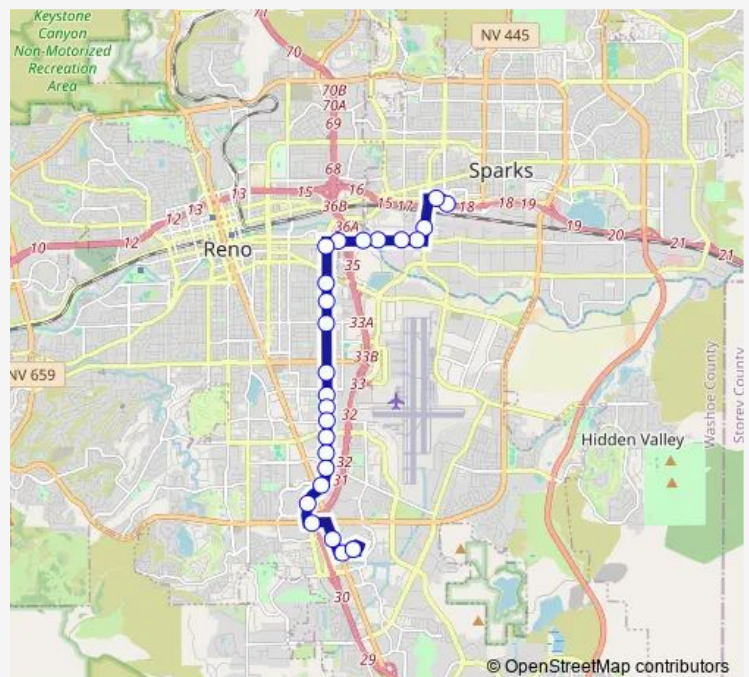 Keystone
Canyon
Non-Motorized
Recreation
Area
71
70
NV 445
70B
70A
69
68
Sparks
13
15
16
15
17
18
18
19
12
13
36B
19
10
12
36A
20
21
21
Reno
35
33A
NV 659
33B
33
32
Hidden Valley
Washoe County
Storey County
32
31
30
29
© OpenStreetMap contributors